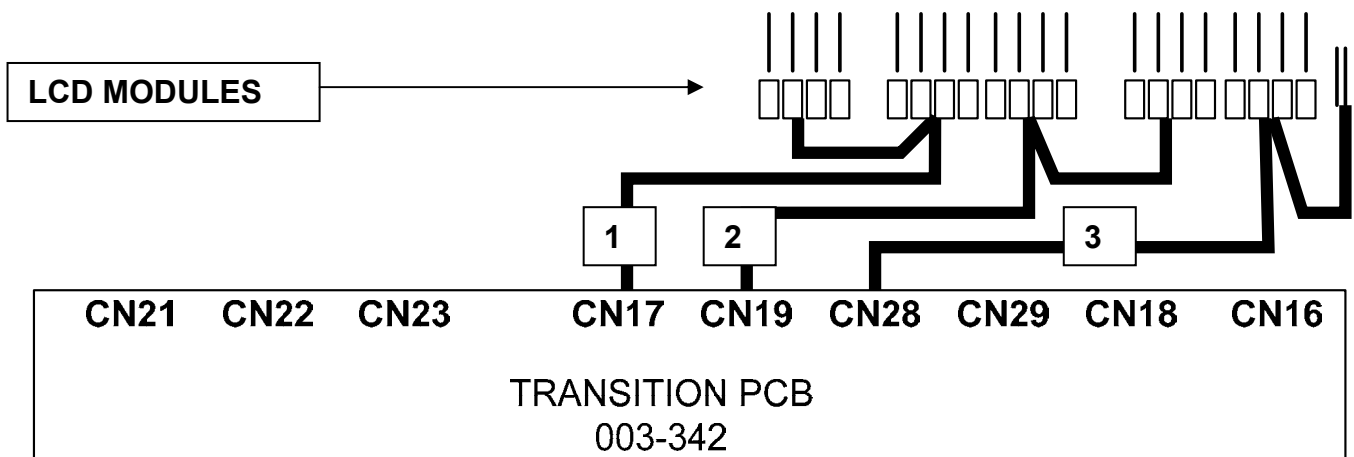 LCD MODULES
1 2 3
CN21 CN22 CN23 CN17 CN19 CN28 CN29 CN18 CN16
TRANSITION PCB
003-342